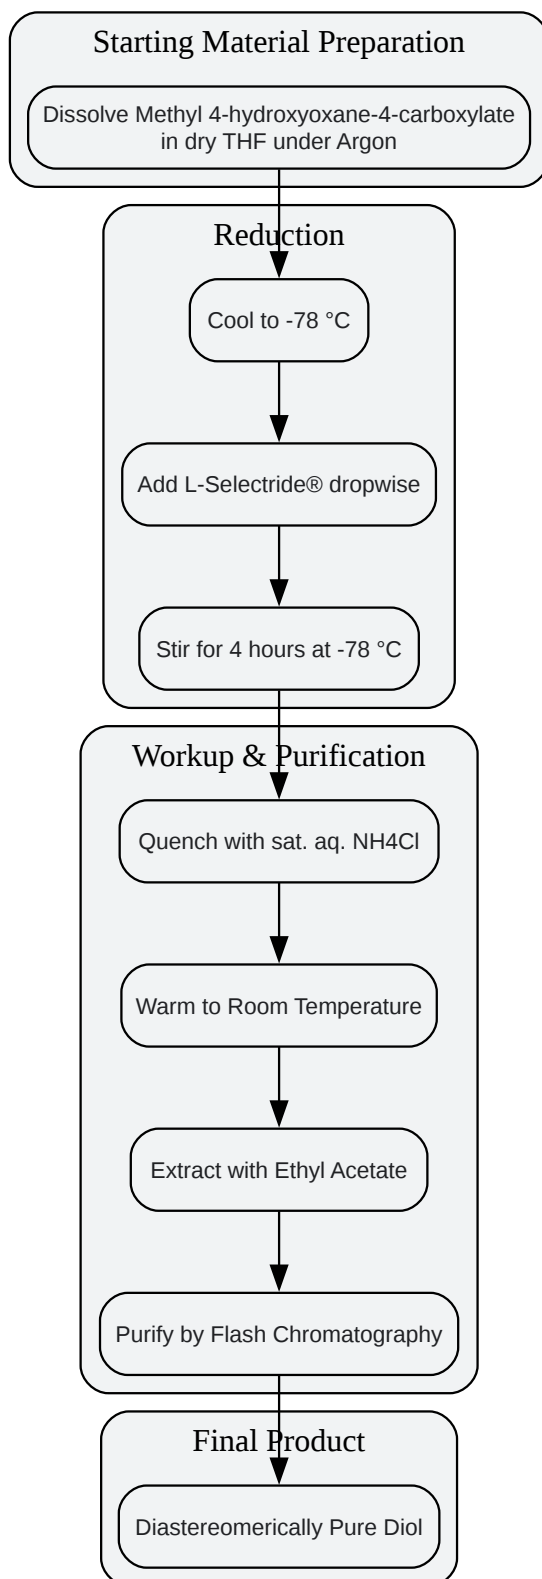 Starting Material Preparation
Dissolve Methyl 4-hydroxyoxane-4-carboxylate
in dry THF under Argon
Reduction
Cool to -78 °C
Add L-Selectride® dropwise
Stir for 4 hours at -78 °C
Workup & Purification
Quench with sat. aq. NH4Cl
Warm to Room Temperature
Extract with Ethyl Acetate
Purify by Flash Chromatography
Final Product
Diastereomerically Pure Diol